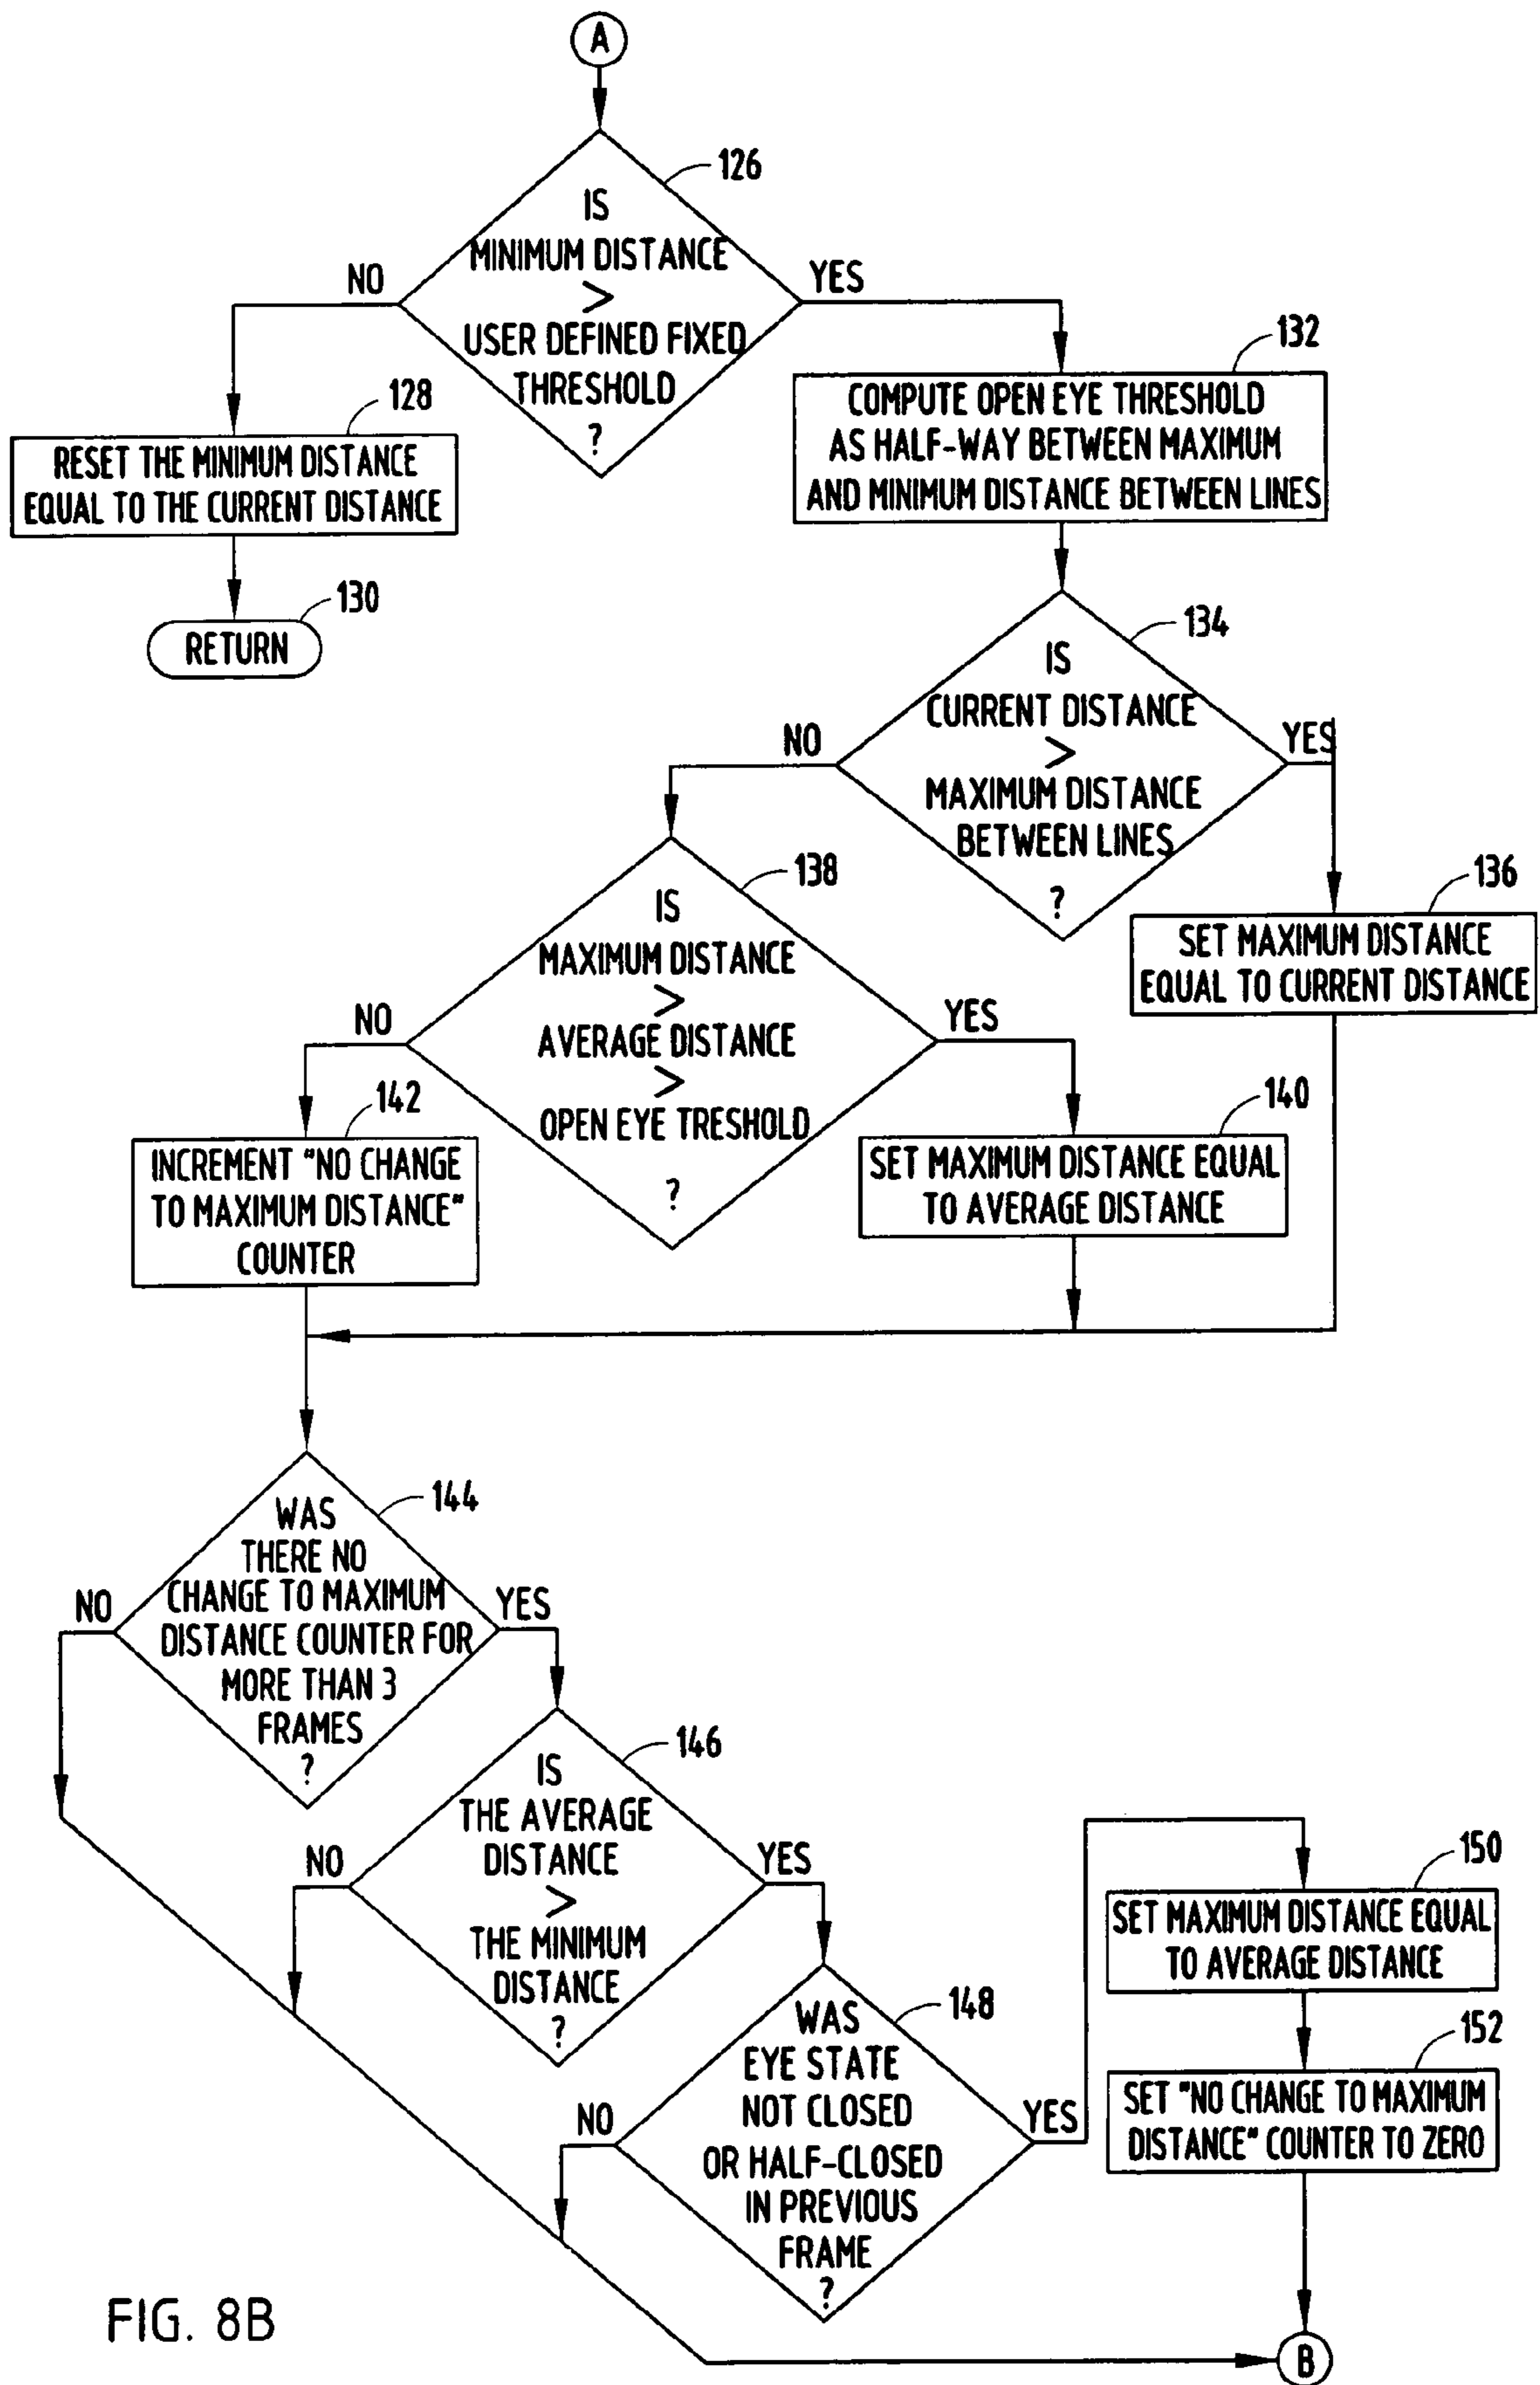 A
126
IS
MINIMUM DISTANCE
>
USER DEFINED FIXED
THRESHOLD
?
NO
YES
128
RESET THE MINIMUM DISTANCE
EQUAL TO THE CURRENT DISTANCE
130
RETURN
132
COMPUTE OPEN EYE THRESHOLD
AS HALF-WAY BETWEEN MAXIMUM
AND MINIMUM DISTANCE BETWEEN LINES
134
IS
CURRENT DISTANCE
>
MAXIMUM DISTANCE
BETWEEN LINES
?
NO
YES
136
SET MAXIMUM DISTANCE
EQUAL TO CURRENT DISTANCE
138
IS
MAXIMUM DISTANCE
>
AVERAGE DISTANCE
>
OPEN EYE TRESHOLD
?
NO
YES
140
SET MAXIMUM DISTANCE EQUAL
TO AVERAGE DISTANCE
142
INCREMENT "NO CHANGE
TO MAXIMUM DISTANCE"
COUNTER
144
WAS
THERE NO
CHANGE TO MAXIMUM
DISTANCE COUNTER FOR
MORE THAN 3
FRAMES
?
NO
YES
146
IS
THE AVERAGE
DISTANCE
>
THE MINIMUM
DISTANCE
?
NO
YES
148
WAS
EYE STATE
NOT CLOSED
OR HALF-CLOSED
IN PREVIOUS
FRAME
?
NO
YES
150
SET MAXIMUM DISTANCE EQUAL
TO AVERAGE DISTANCE
152
SET "NO CHANGE TO MAXIMUM
DISTANCE" COUNTER TO ZERO
B
FIG. 8B